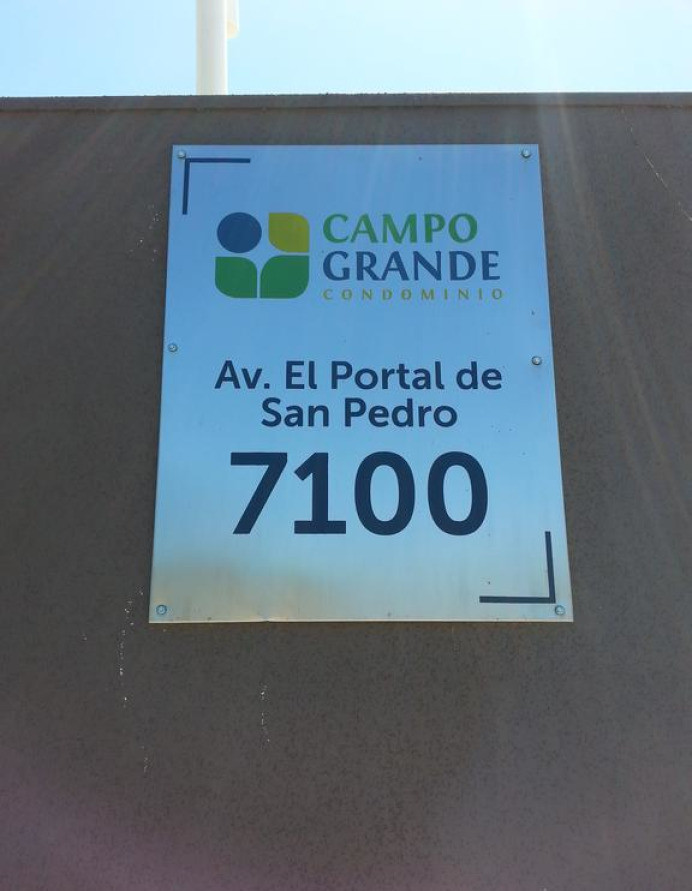 CAMPO
GRANDE
CONDOMINIO
Av. El Portal de
San Pedro
7100